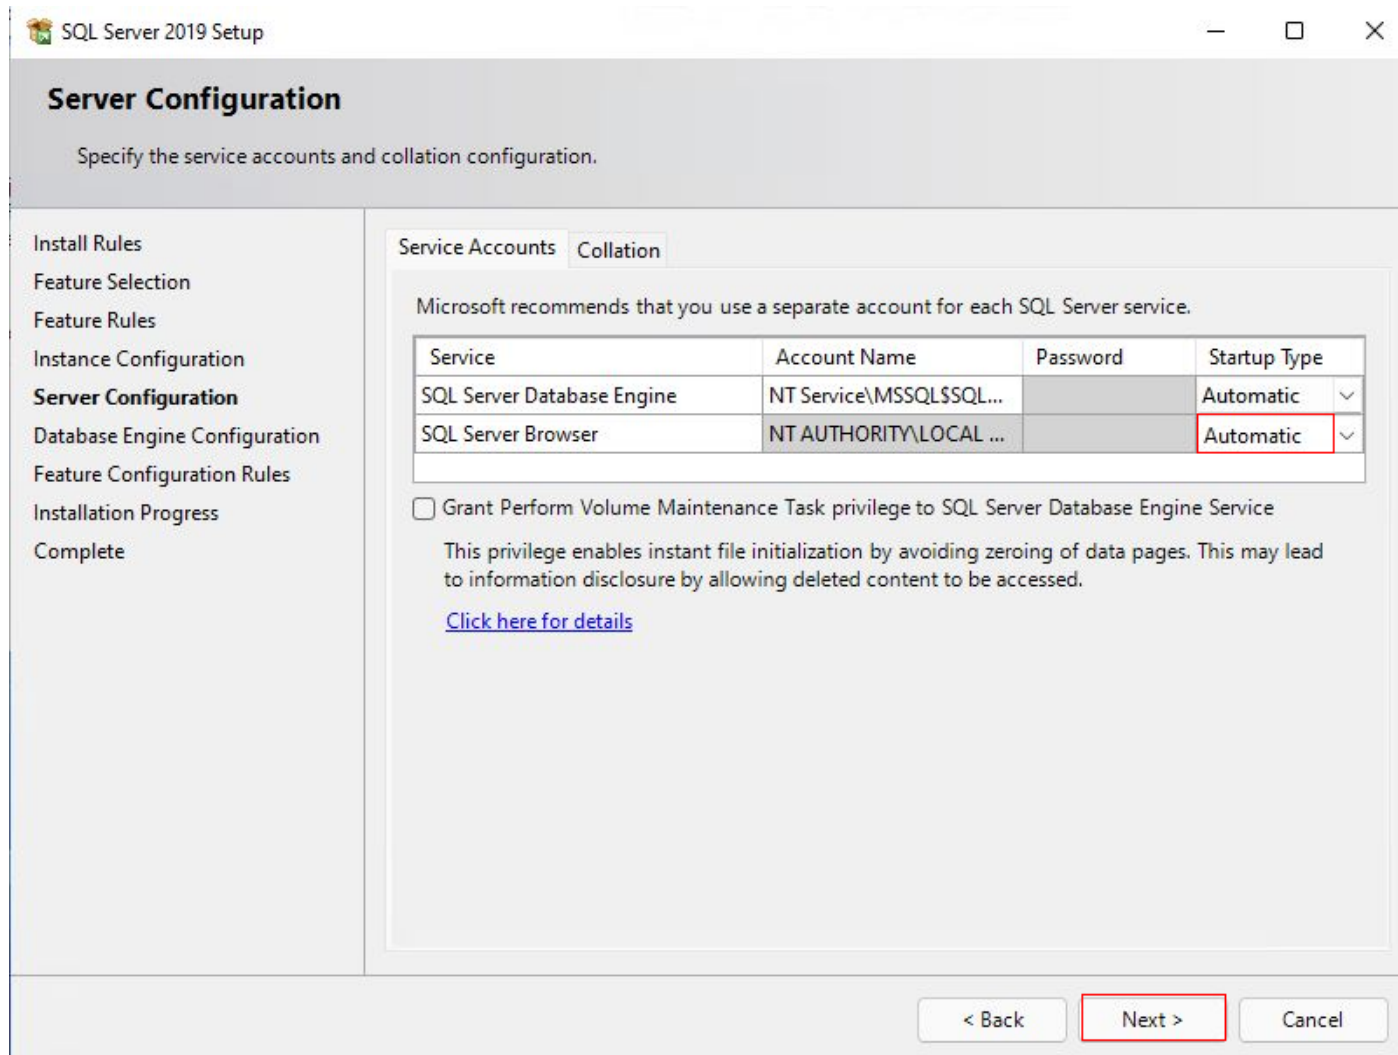 SQL Server 2019 Setup
Server Configuration
Specify the service accounts and collation configuration.
Install Rules
Feature Selection
Feature Rules
Instance Configuration
Server Configuration
Database Engine Configuration
Feature Configuration Rules
Installation Progress
Complete
Service Accounts Collation
Microsoft recommends that you use a separate account for each SQL Server service.
Service Account Name Password Startup Type
SQL Server Database Engine NT Service\MSSQL$SQL... Automatic
SQL Server Browser NT AUTHORITY\LOCAL ... Automatic
Grant Perform Volume Maintenance Task privilege to SQL Server Database Engine Service
This privilege enables instant file initialization by avoiding zeroing of data pages. This may lead
to information disclosure by allowing deleted content to be accessed.
Click here for details
< Back Next > Cancel